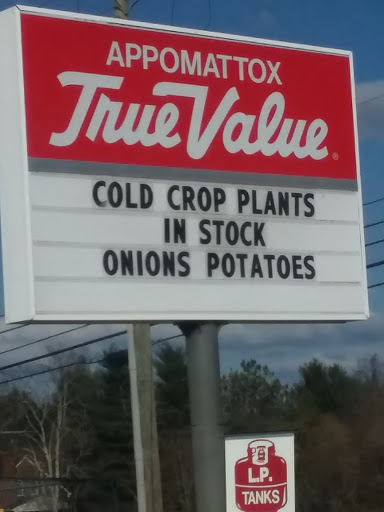 APPOMATTOX
True Value®
COLD CROP PLANTS
IN STOCK
ONIONS POTATOES
L.P.
TANKS